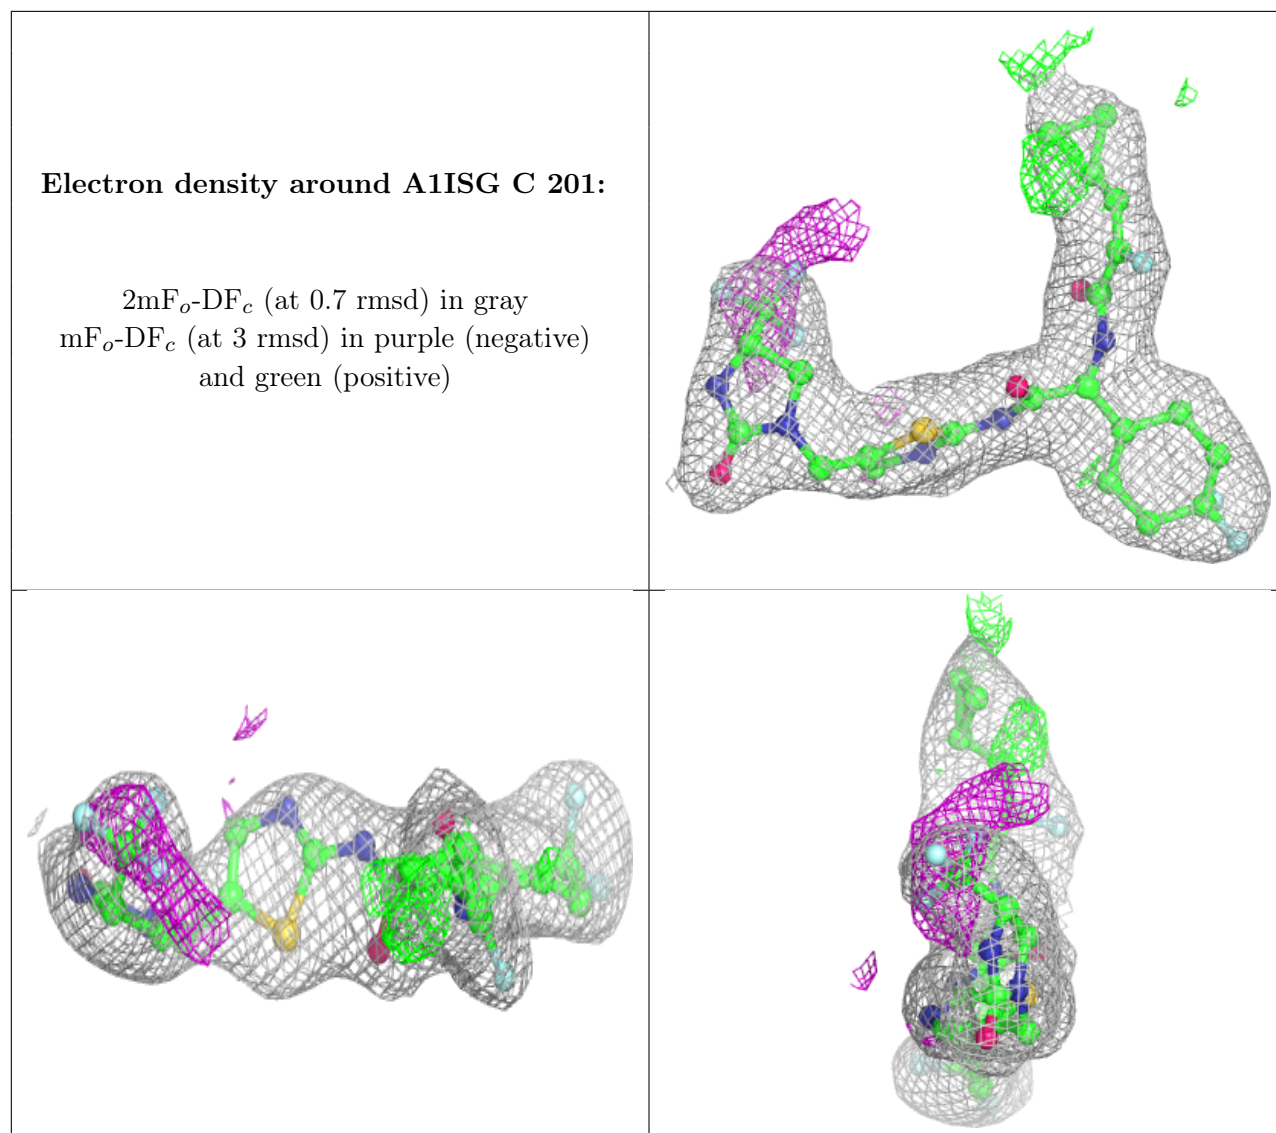 Electron density around A1ISG C 201:
2mFo-DFc (at 0.7 rmsd) in gray
mFo-DFc (at 3 rmsd) in purple (negative)
and green (positive)